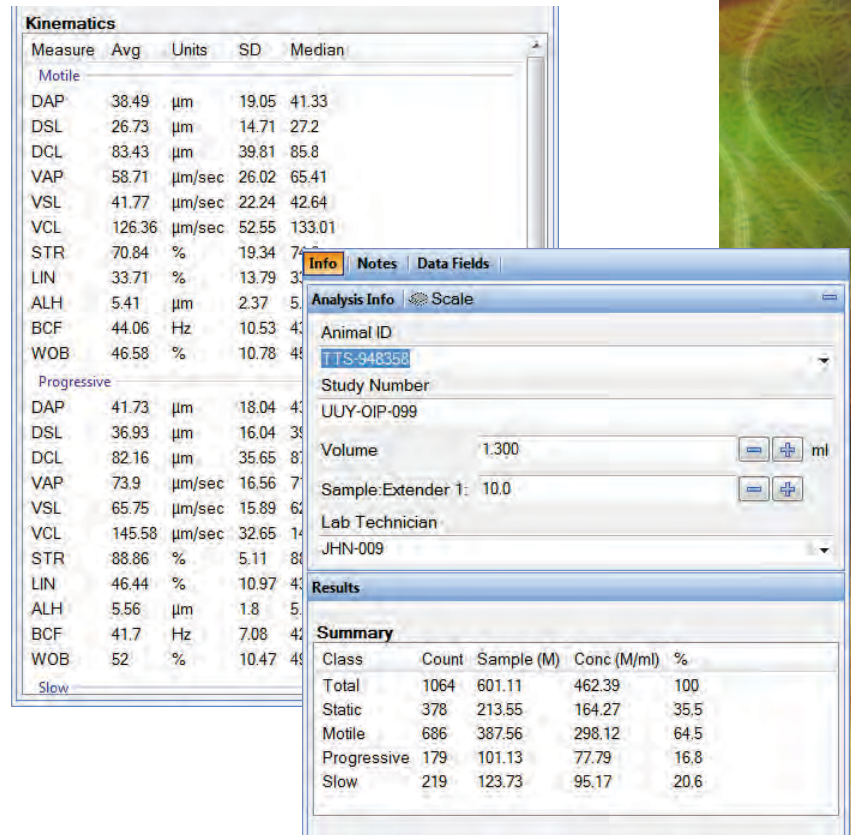 Kinematics
Measure Avg Units SD Median
Motile
DAP 38.49 µm 19.05 41.33
DSL 26.73 µm 14.71 27.2
DCL 83.43 µm 39.81 85.8
VAP 58.71 µm/sec 26.02 65.41
VSL 41.77 µm/sec 22.24 42.64
VCL 126.36 µm/sec 52.55 133.01
STR 70.84 % 19.34
LIN 33.71 % 13.79
ALH 5.41 µm 2.37
BCF 44.06 Hz 10.53
WOB 46.58 % 10.78
Progressive
DAP 41.73 µm 18.04
DSL 36.93 µm 16.04
DCL 82.16 µm 35.65
VAP 73.9 µm/sec 16.56
VSL 65.75 µm/sec 15.89
VCL 145.58 µm/sec 32.65
STR 88.86 % 5.11
LIN 46.44 % 10.97
ALH 5.56 µm 1.8
BCF 41.7 Hz 7.08
WOB 52 % 10.47
Slow
Info Notes Data Fields
Analysis Info Scale
Animal ID
TTS-948358
Study Number
UUY-OIP-099
Volume 1.300 ml
Sample:Extender 1: 10.0
Lab Technician
JHN-009
Results
Summary
Class Count Sample (M) Conc (M/ml) %
Total 1064 601.11 462.39 100
Static 378 213.55 164.27 35.5
Motile 686 387.56 298.12 64.5
Progressive 179 101.13 77.79 16.8
Slow 219 123.73 95.17 20.6